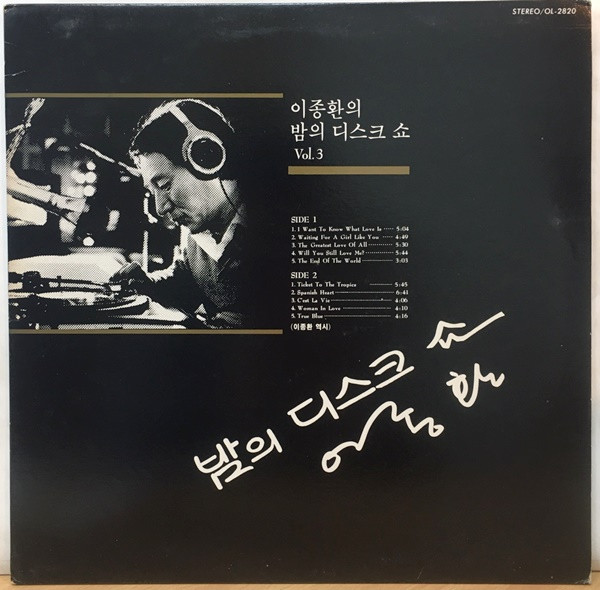 STEREO/OL-2820
이종환의
밤의 디스크 쇼
Vol. 3
SIDE 1
1. I Want To Know What Love Is ····· 5:04
2. Waiting For A Girl Like You ····· 4:49
3. The Greatest Love Of All ·········· 5:30
4. Will You Still Love Me? ··········· 5:44
5. The End Of The World ············ 3:03
SIDE 2
1. Ticket To The Tropics ··········· 5:45
2. Spanish Heart ····················· 6:41
3. C'est La Vie ························ 4:06
4. Woman In Love ··················· 4:10
5. True Blue ·························· 4:16
(이종환 역시)
밤의 디스크 쇼
이종환